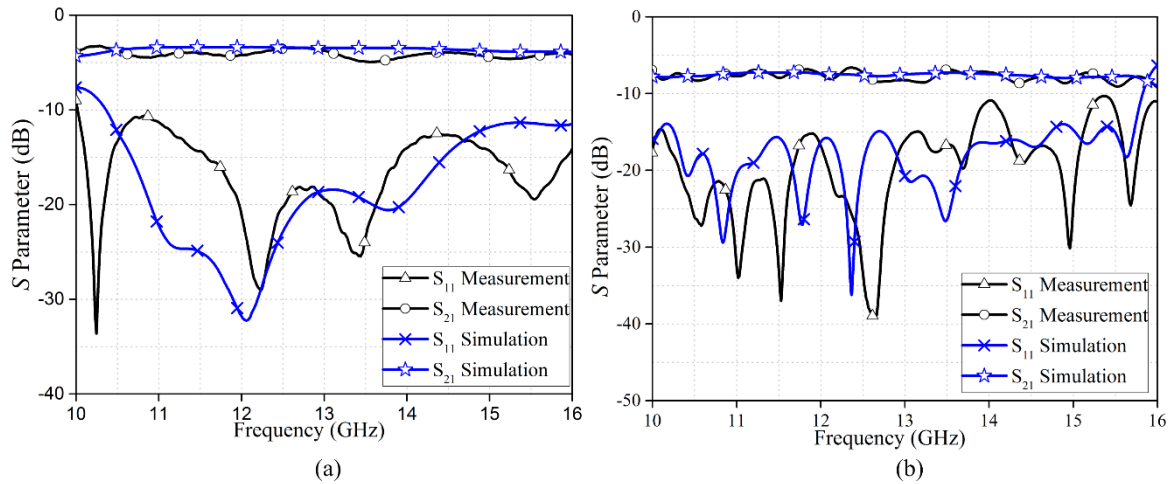 0
-10
-20
-30
-40
S Parameter (dB)
S₁₁ Measurement
S₂₁ Measurement
S₁₁ Simulation
S₂₁ Simulation
10 11 12 13 14 15 16
Frequency (GHz)
(a)
0
-10
-20
-30
-40
-50
S Parameter (dB)
S₁₁ Measurement
S₂₁ Measurement
S₁₁ Simulation
S₂₁ Simulation
10 11 12 13 14 15 16
Frequency (GHz)
(b)